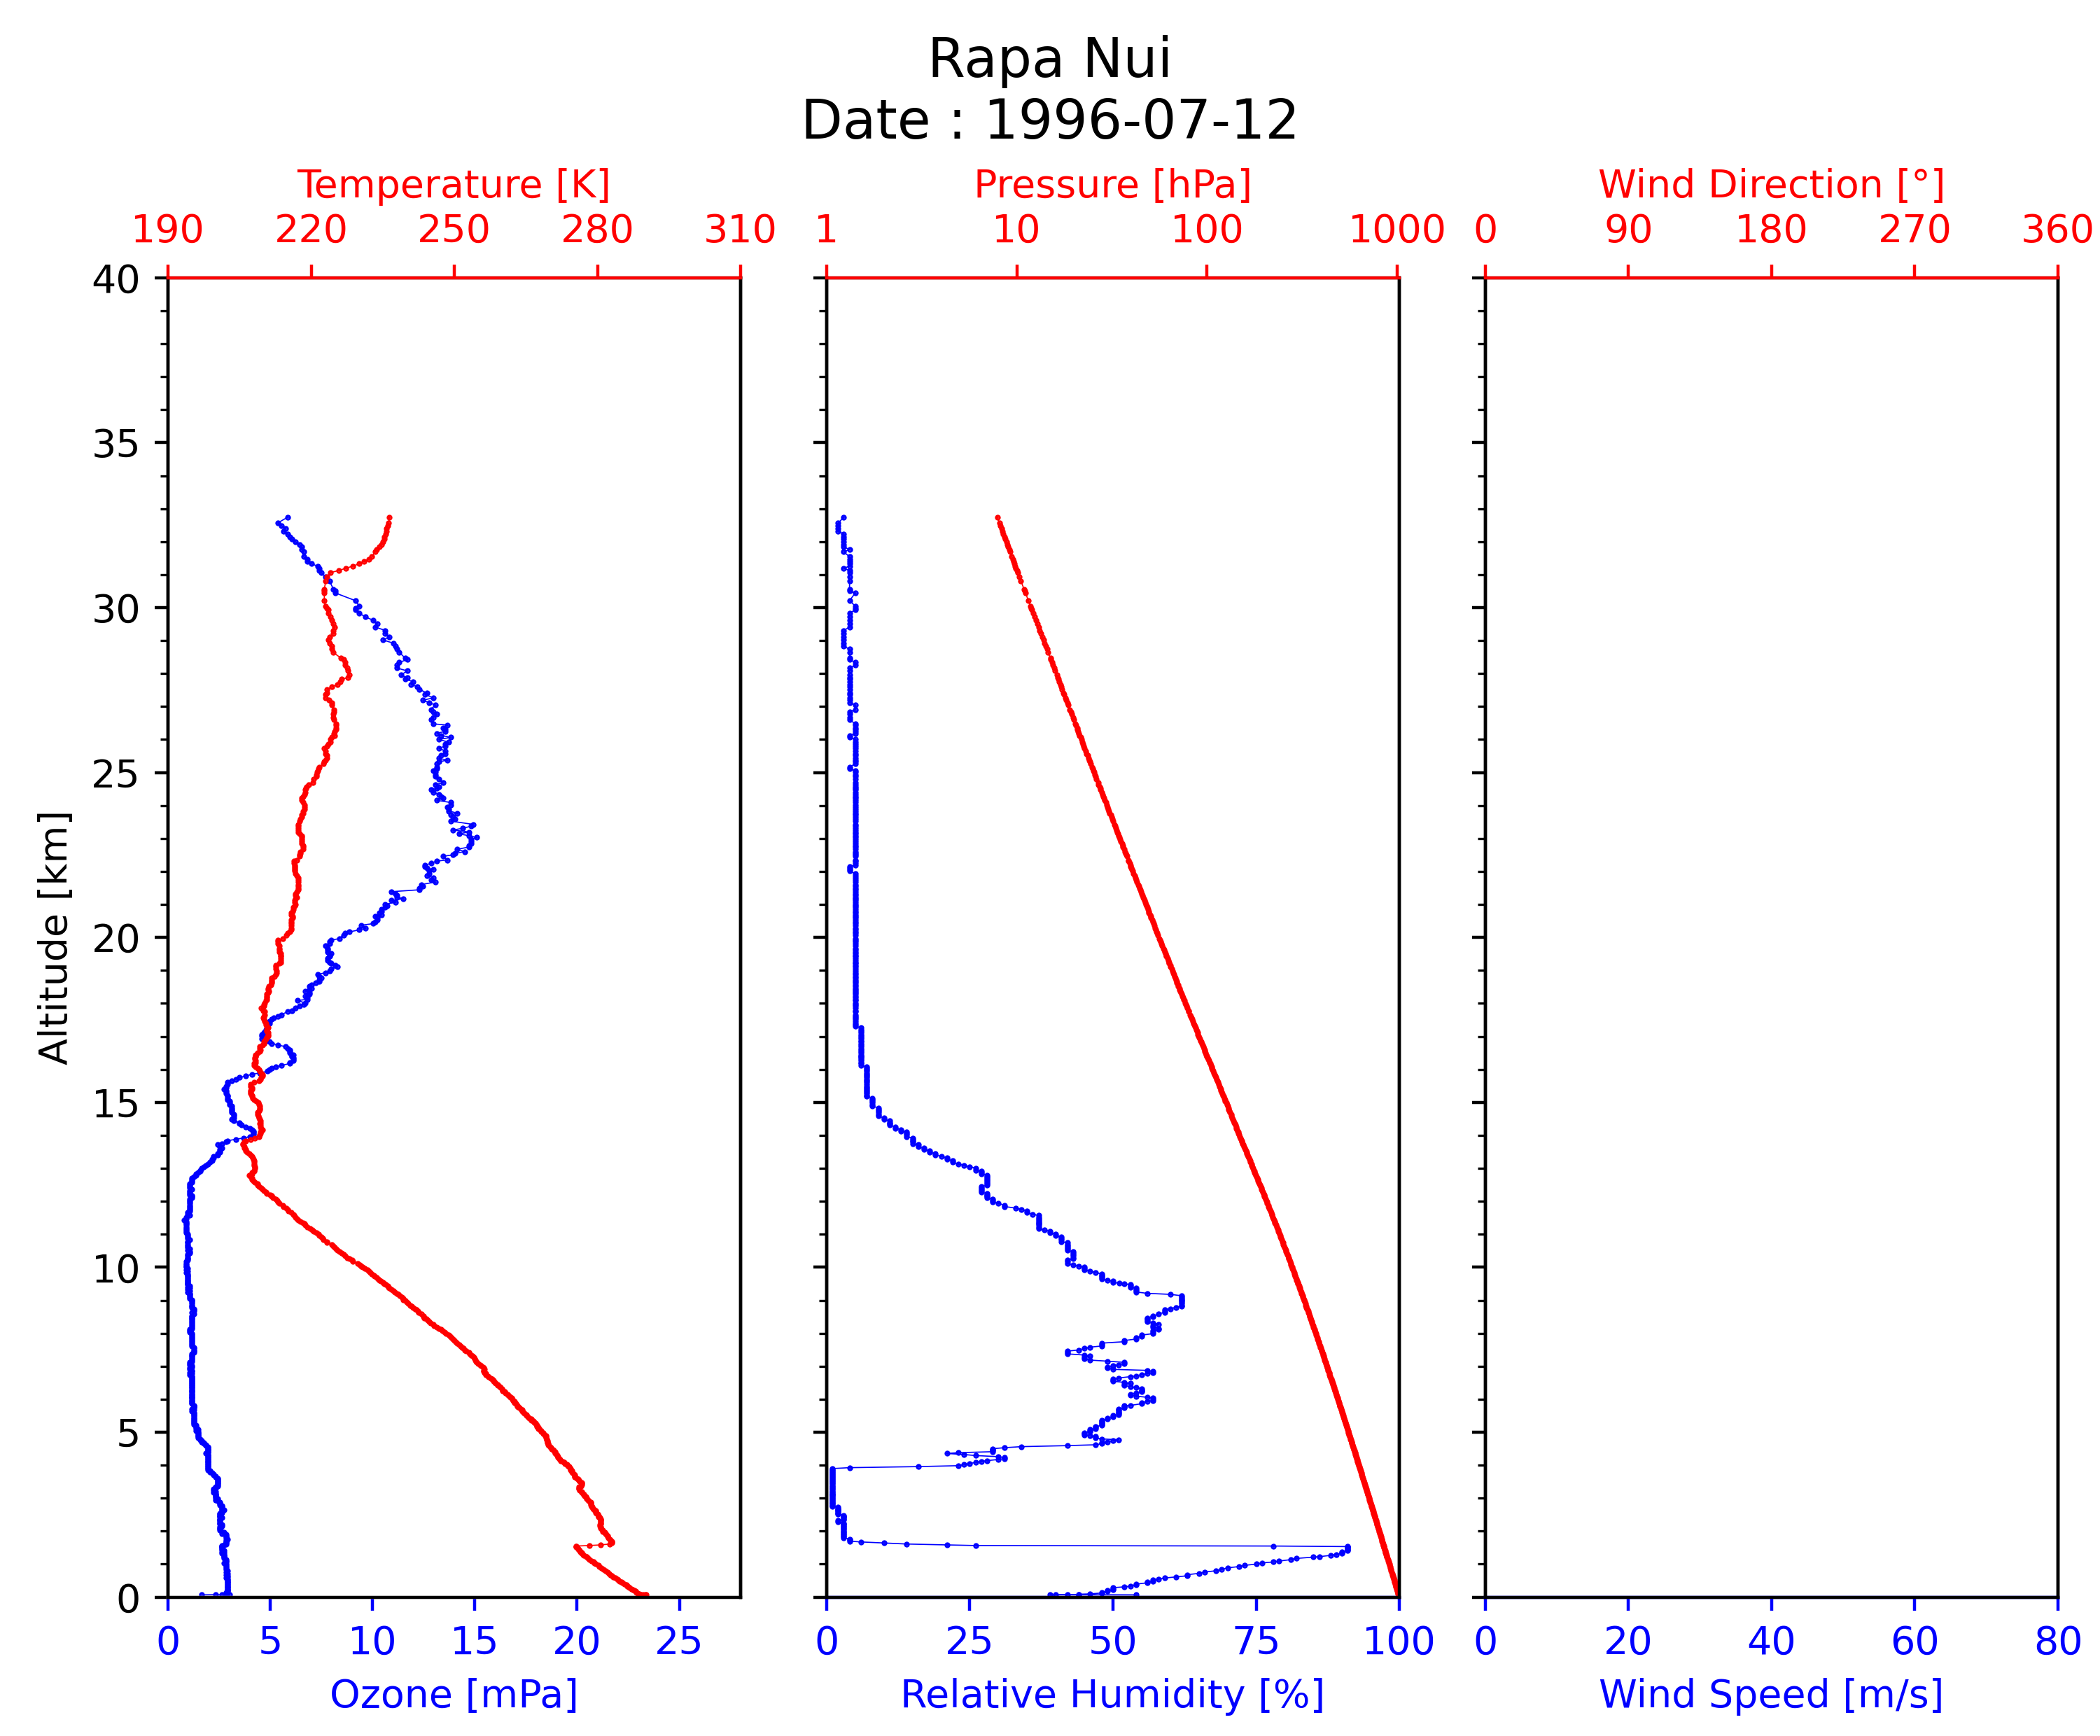 Rapa Nui
Date : 1996-07-12
Temperature [K]
190 220 250 280 310
Pressure [hPa]
1 10 100 1000
Wind Direction [°]
0 90 180 270 360
Altitude [km]
40
35
30
25
20
15
10
5
0
0 5 10 15 20 25
Ozone [mPa]
0 25 50 75 100
Relative Humidity [%]
0 20 40 60 80
Wind Speed [m/s]